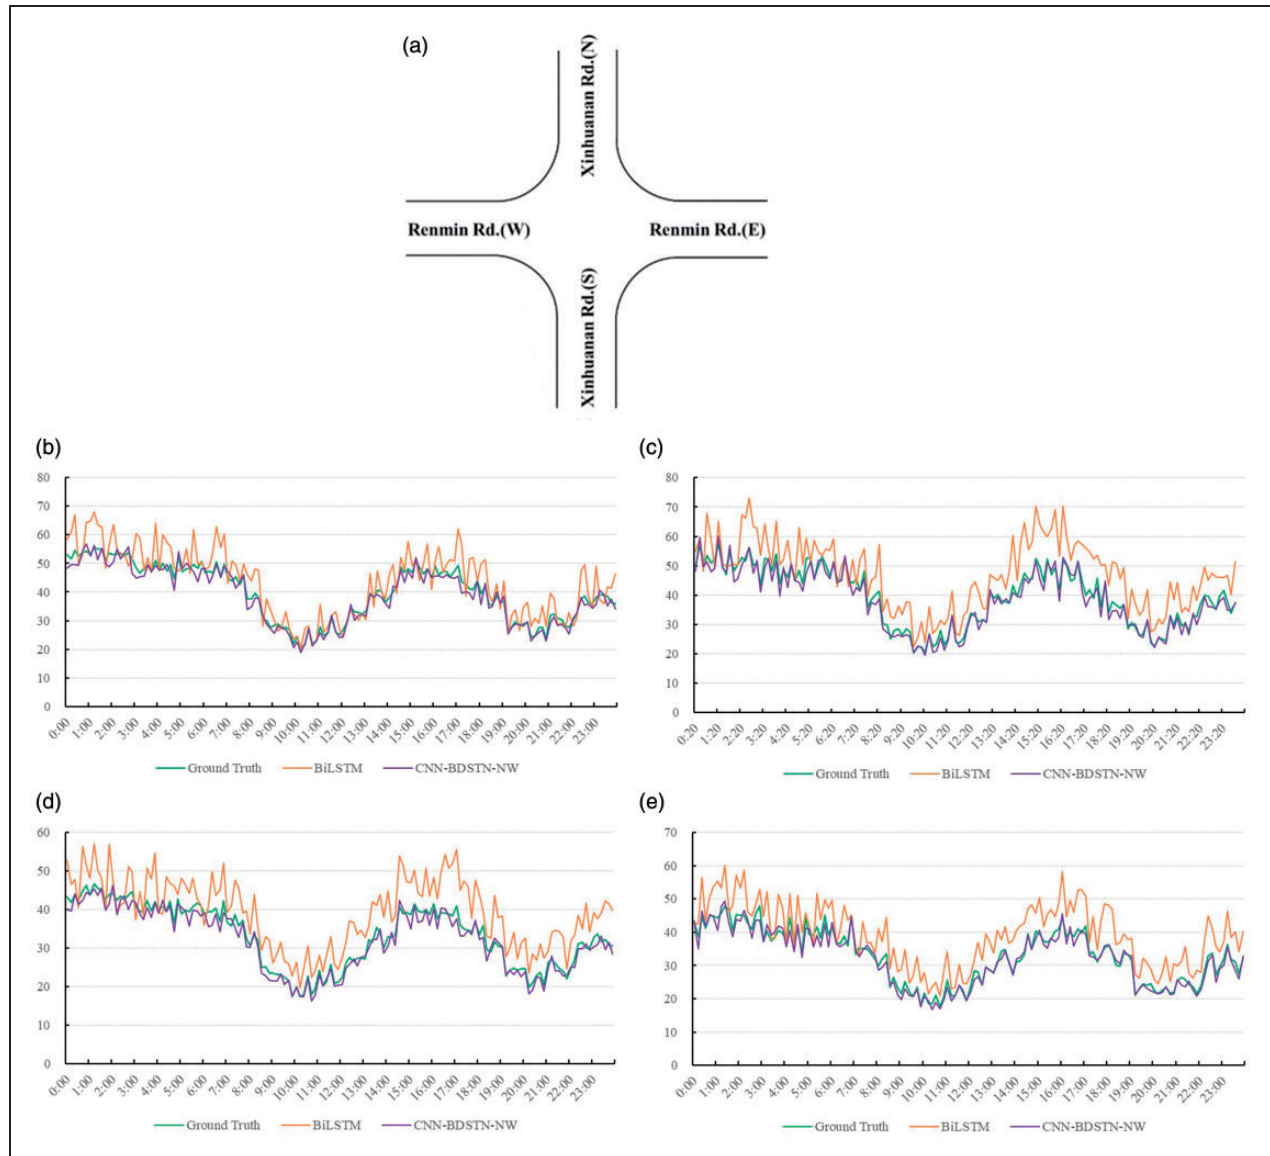 (a)
Xinhuanan Rd.(N)
Renmin Rd.(W)
Renmin Rd.(E)
Xinhuanan Rd.(S)
(b)
80
70
60
50
40
30
20
10
0
0:00 1:00 2:00 3:00 4:00 5:00 6:00 7:00 8:00 9:00 10:00 11:00 12:00 13:00 14:00 15:00 16:00 17:00 18:00 19:00 20:00 21:00 22:00 23:00
Ground Truth BiLSTM CNN-BDSTN-NW
(c)
80
70
60
50
40
30
20
10
0
0:20 1:20 2:20 3:20 4:20 5:20 6:20 7:20 8:20 9:20 10:20 11:20 12:20 13:20 14:20 15:20 16:20 17:20 18:20 19:20 20:20 21:20 22:20 23:20
Ground Truth BiLSTM CNN-BDSTN-NW
(d)
60
50
40
30
20
10
0
0:00 1:00 2:00 3:00 4:00 5:00 6:00 7:00 8:00 9:00 10:00 11:00 12:00 13:00 14:00 15:00 16:00 17:00 18:00 19:00 20:00 21:00 22:00 23:00
Ground Truth BiLSTM CNN-BDSTN-NW
(e)
70
60
50
40
30
20
10
0
0:00 1:00 2:00 3:00 4:00 5:00 6:00 7:00 8:00 9:00 10:00 11:00 12:00 13:00 14:00 15:00 16:00 17:00 18:00 19:00 20:00 21:00 22:00 23:00
Ground Truth BiLSTM CNN-BDSTN-NW